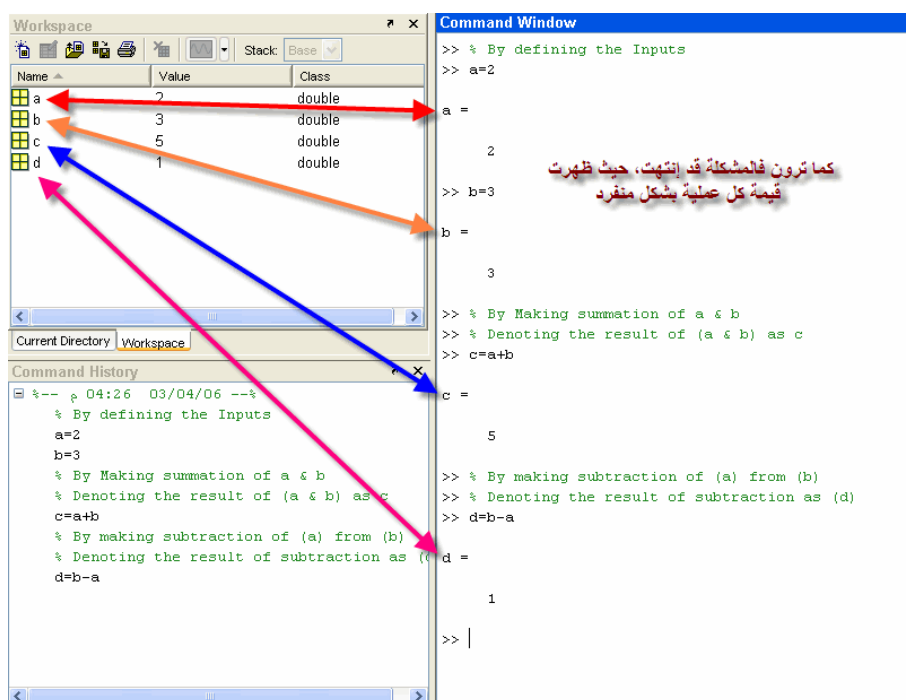 Workspace
Stack: Base
Name Value Class
a 2 double
b 3 double
c 5 double
d 1 double
Current Directory Workspace
Command History
%-- م 04:26 03/04/06 --%
% By defining the Inputs
a=2
b=3
% By Making summation of a & b
% Denoting the result of (a & b) as c
c=a+b
% By making subtraction of (a) from (b)
% Denoting the result of subtraction as (d
d=b-a
Command Window
>> % By defining the Inputs
>> a=2
a =
2
كما ترون فالمشكلة قد إنتهت، حيث ظهرت
قيمة كل عملية بشكل منفرد
>> b=3
b =
3
>> % By Making summation of a & b
>> % Denoting the result of (a & b) as c
>> c=a+b
c =
5
>> % By making subtraction of (a) from (b)
>> % Denoting the result of subtraction as (d)
>> d=b-a
d =
1
>>